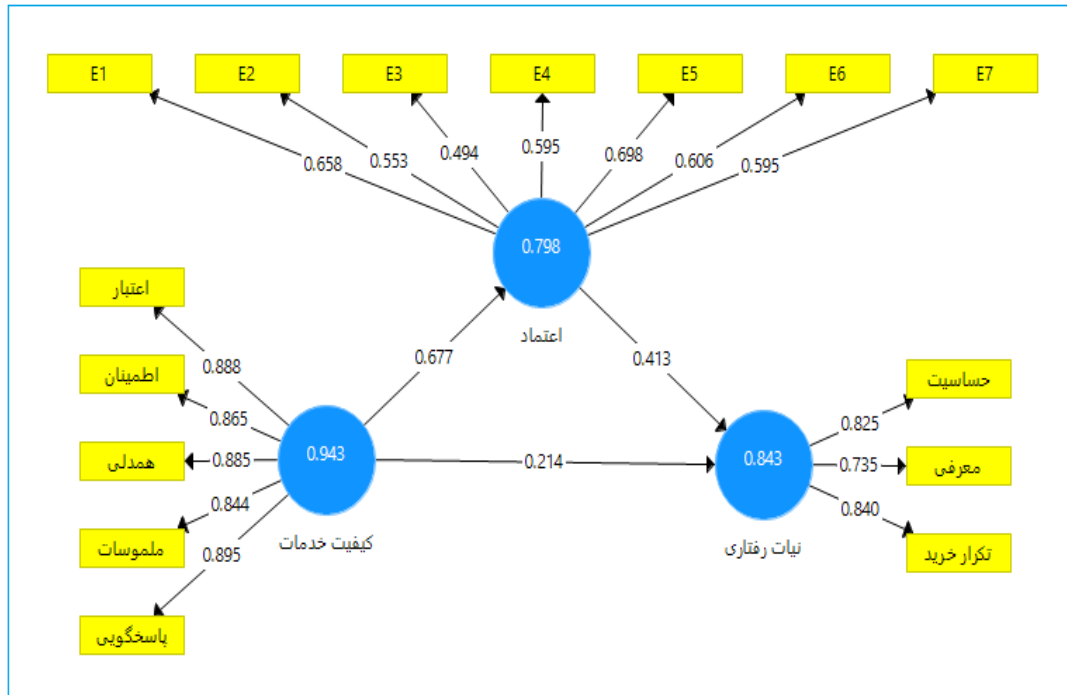 E1
E2
E3
E4
E5
E6
E7
0.658
0.553
0.494
0.595
0.698
0.606
0.595
0.798
اعتماد
اعتبار
اطمینان
همدلی
ملموسات
پاسخگویی
0.888
0.865
0.885
0.844
0.895
0.943
کیفیت خدمات
0.677
0.413
0.214
0.843
نیات رفتاری
0.825
0.735
0.840
حساسیت
معرفی
تکرار خرید